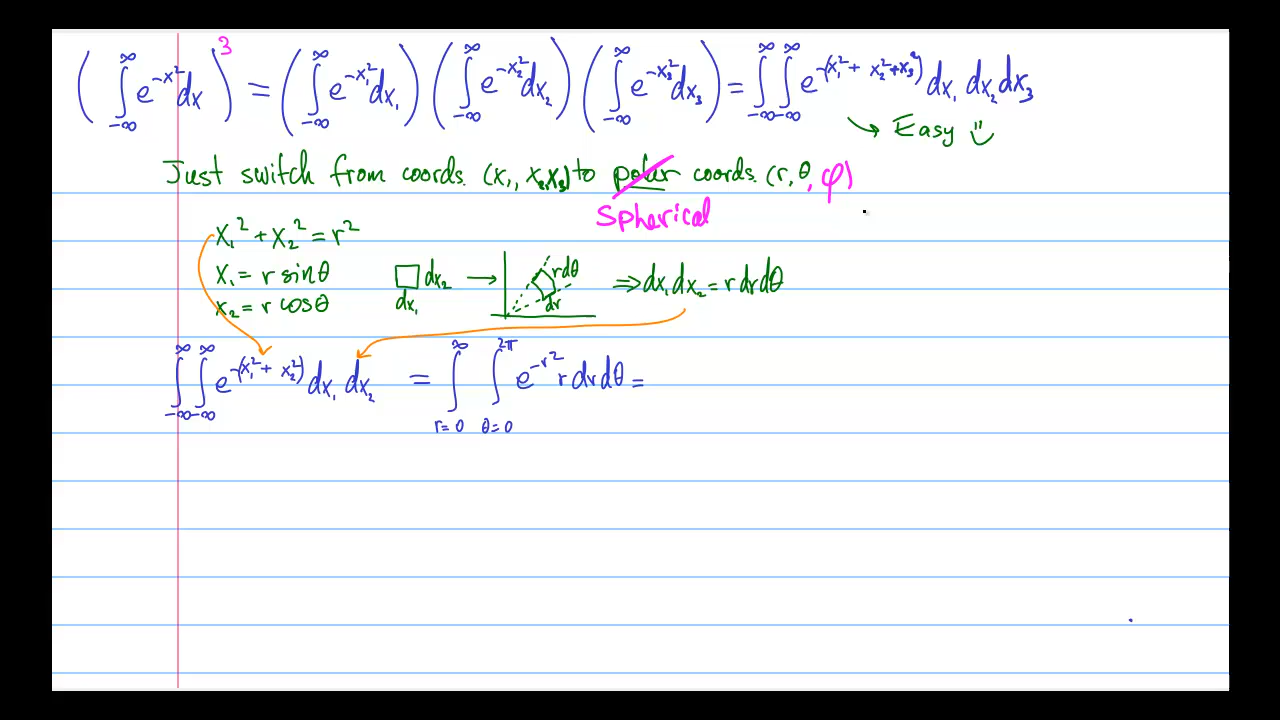 (∫_{-∞}^{∞} e^{-x²} dx)³ = (∫_{-∞}^{∞} e^{-x₁²} dx₁) (∫_{-∞}^{∞} e^{-x₂²} dx₂) (∫_{-∞}^{∞} e^{-x₃²} dx₃) = ∫_{-∞}^{∞} ∫_{-∞}^{∞} e^{-(x₁² + x₂² + x₃²)} dx₁ dx₂ dx₃
→ Easy
Just switch from coords. (x₁, x₂, x₃) to polar coords. (r, θ, φ)
Spherical
x₁² + x₂² = r²
x₁ = r sinθ
x₂ = r cosθ
dx₂
dx₁
→
rdθ
dr
⇒ dx₁ dx₂ = r dr dθ
∫_{-∞}^{∞} ∫_{-∞}^{∞} e^{-(x₁² + x₂²)} dx₁ dx₂ = ∫_{r=0}^{∞} ∫_{θ=0}^{2π} e^{-r²} r dr dθ =